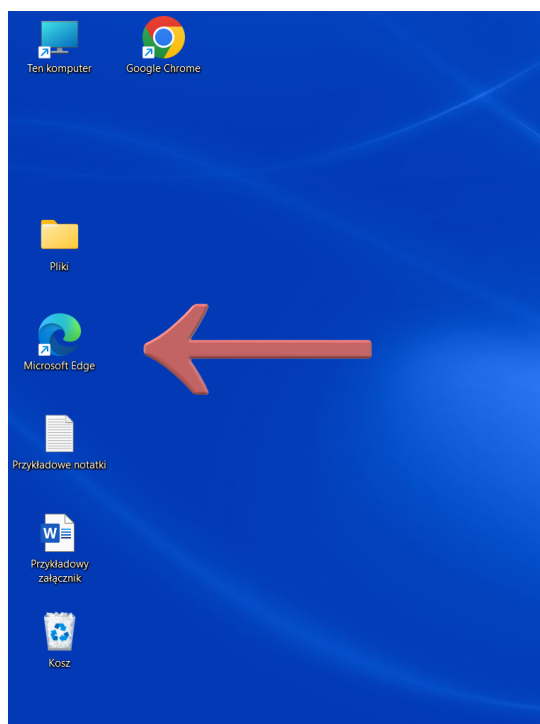 Ten komputer
Google Chrome
Pliki
Microsoft Edge
Przykładowe notatki
W
Przykładowy
załącznik
Kosz